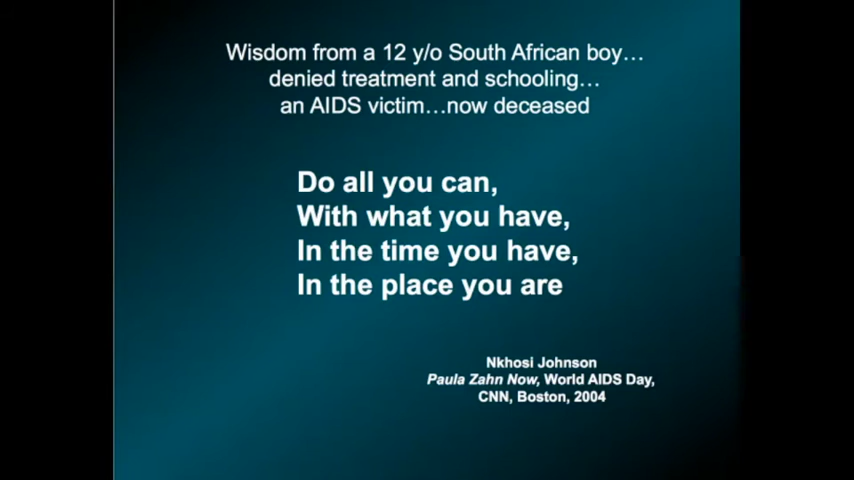 Wisdom from a 12 y/o South African boy…
denied treatment and schooling…
an AIDS victim…now deceased
Do all you can,
With what you have,
In the time you have,
In the place you are
Nkhosi Johnson
Paula Zahn Now, World AIDS Day,
CNN, Boston, 2004